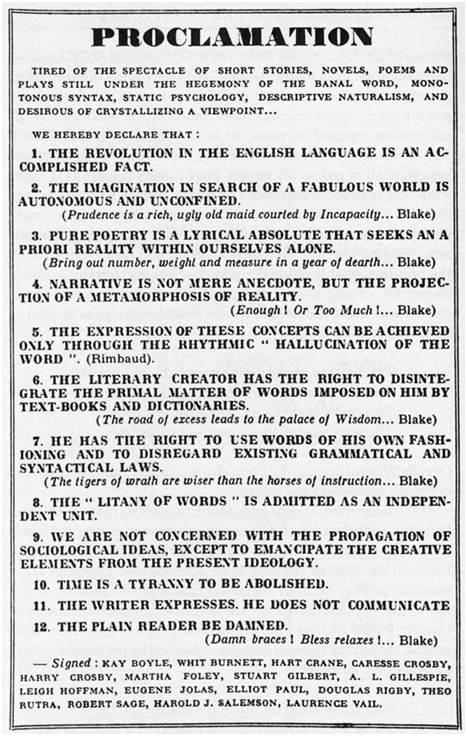 PROCLAMATION
TIRED OF THE SPECTACLE OF SHORT STORIES, NOVELS, POEMS AND
PLAYS STILL UNDER THE HEGEMONY OF THE BANAL WORD, MONO-
TONOUS SYNTAX, STATIC PSYCHOLOGY, DESCRIPTIVE NATURALISM, AND
DESIROUS OF CRYSTALLIZING A VIEWPOINT...
WE HEREBY DECLARE THAT :
1. THE REVOLUTION IN THE ENGLISH LANGUAGE IS AN AC-
COMPLISHED FACT.
2. THE IMAGINATION IN SEARCH OF A FABULOUS WORLD IS
AUTONOMOUS AND UNCONFINED.
(Prudence is a rich, ugly old maid courted by Incapacity... Blake)
3. PURE POETRY IS A LYRICAL ABSOLUTE THAT SEEKS AN A
PRIORI REALITY WITHIN OURSELVES ALONE.
(Bring out number, weight and measure in a year of dearth... Blake)
4. NARRATIVE IS NOT MERE ANECDOTE, BUT THE PROJEC-
TION OF A METAMORPHOSIS OF REALITY.
(Enough ! Or Too Much !... Blake)
5. THE EXPRESSION OF THESE CONCEPTS CAN BE ACHIEVED
ONLY THROUGH THE RHYTHMIC " HALLUCINATION OF THE
WORD ". (Rimbaud).
6. THE LITERARY CREATOR HAS THE RIGHT TO DISINTE-
GRATE THE PRIMAL MATTER OF WORDS IMPOSED ON HIM BY
TEXT-BOOKS AND DICTIONARIES.
(The road of excess leads to the palace of Wisdom... Blake)
7. HE HAS THE RIGHT TO USE WORDS OF HIS OWN FASH-
IONING AND TO DISREGARD EXISTING GRAMMATICAL AND
SYNTACTICAL LAWS.
(The tigers of wrath are wiser than the horses of instruction... Blake)
8. THE " LITANY OF WORDS " IS ADMITTED AS AN INDEPEN-
DENT UNIT.
9. WE ARE NOT CONCERNED WITH THE PROPAGATION OF
SOCIOLOGICAL IDEAS, EXCEPT TO EMANCIPATE THE CREATIVE
ELEMENTS FROM THE PRESENT IDEOLOGY.
10. TIME IS A TYRANNY TO BE ABOLISHED.
11. THE WRITER EXPRESSES. HE DOES NOT COMMUNICATE
12. THE PLAIN READER BE DAMNED.
(Damn braces ! Bless relaxes !... Blake)
— Signed : KAY BOYLE, WHIT BURNETT, HART CRANE, CARESSE CROSBY,
HARRY CROSBY, MARTHA FOLEY, STUART GILBERT, A. L. GILLESPIE,
LEIGH HOFFMAN, EUGENE JOLAS, ELLIOT PAUL, DOUGLAS RIGBY, THEO
RUTRA, ROBERT SAGE, HAROLD J. SALEMSON, LAURENCE VAIL.